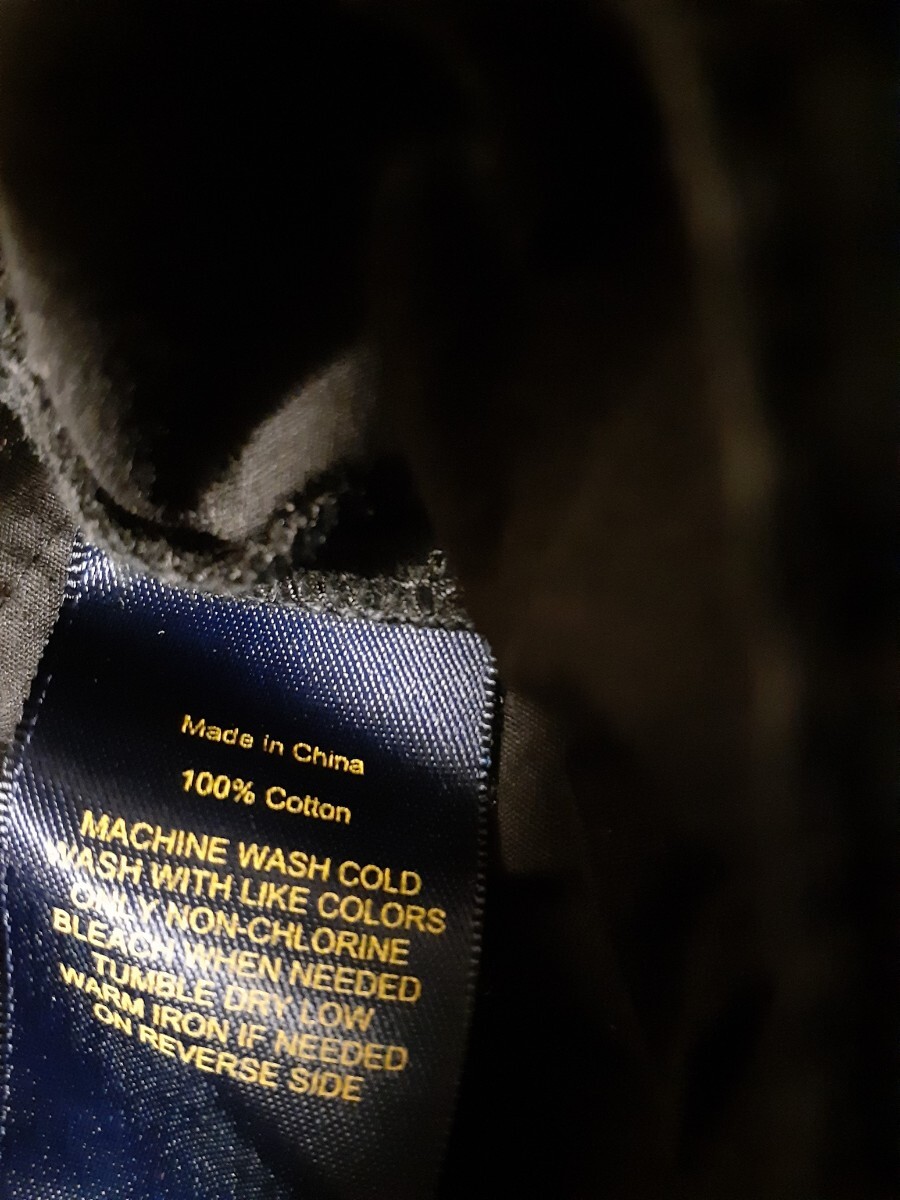 Made in China
100% Cotton
MACHINE WASH COLD
WASH WITH LIKE COLORS
ONLY NON-CHLORINE
BLEACH WHEN NEEDED
TUMBLE DRY LOW
WARM IRON IF NEEDED
ON REVERSE SIDE